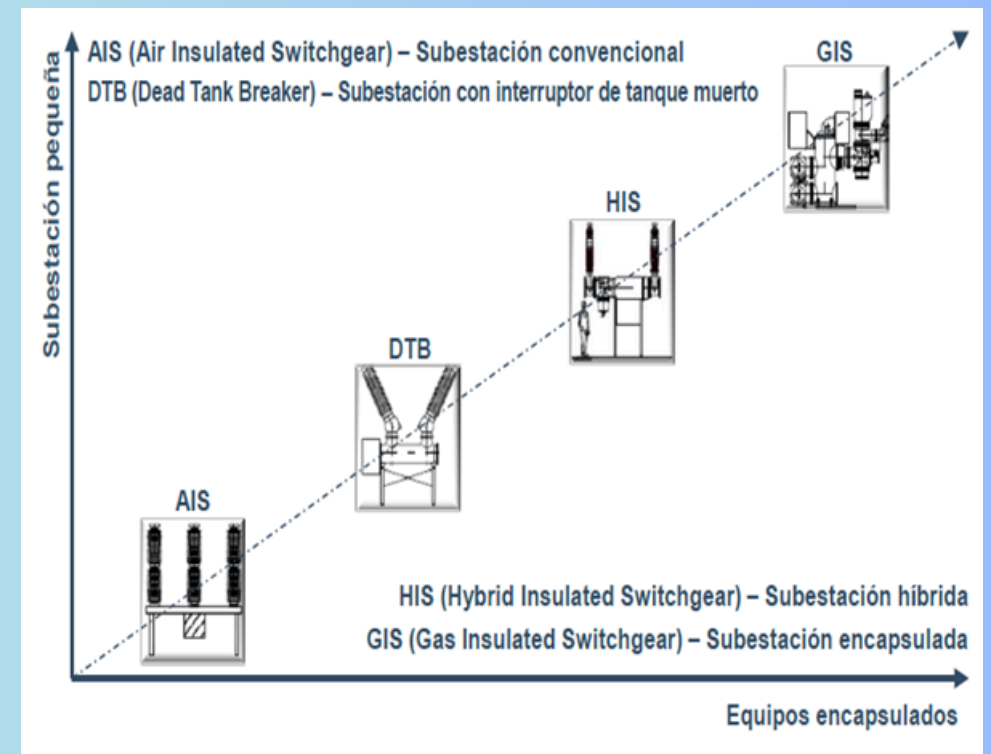 AIS (Air Insulated Switchgear) – Subestación convencional
DTB (Dead Tank Breaker) – Subestación con interruptor de tanque muerto
Subestación pequeña
GIS
HIS
DTB
AIS
HIS (Hybrid Insulated Switchgear) – Subestación híbrida
GIS (Gas Insulated Switchgear) – Subestación encapsulada
Equipos encapsulados